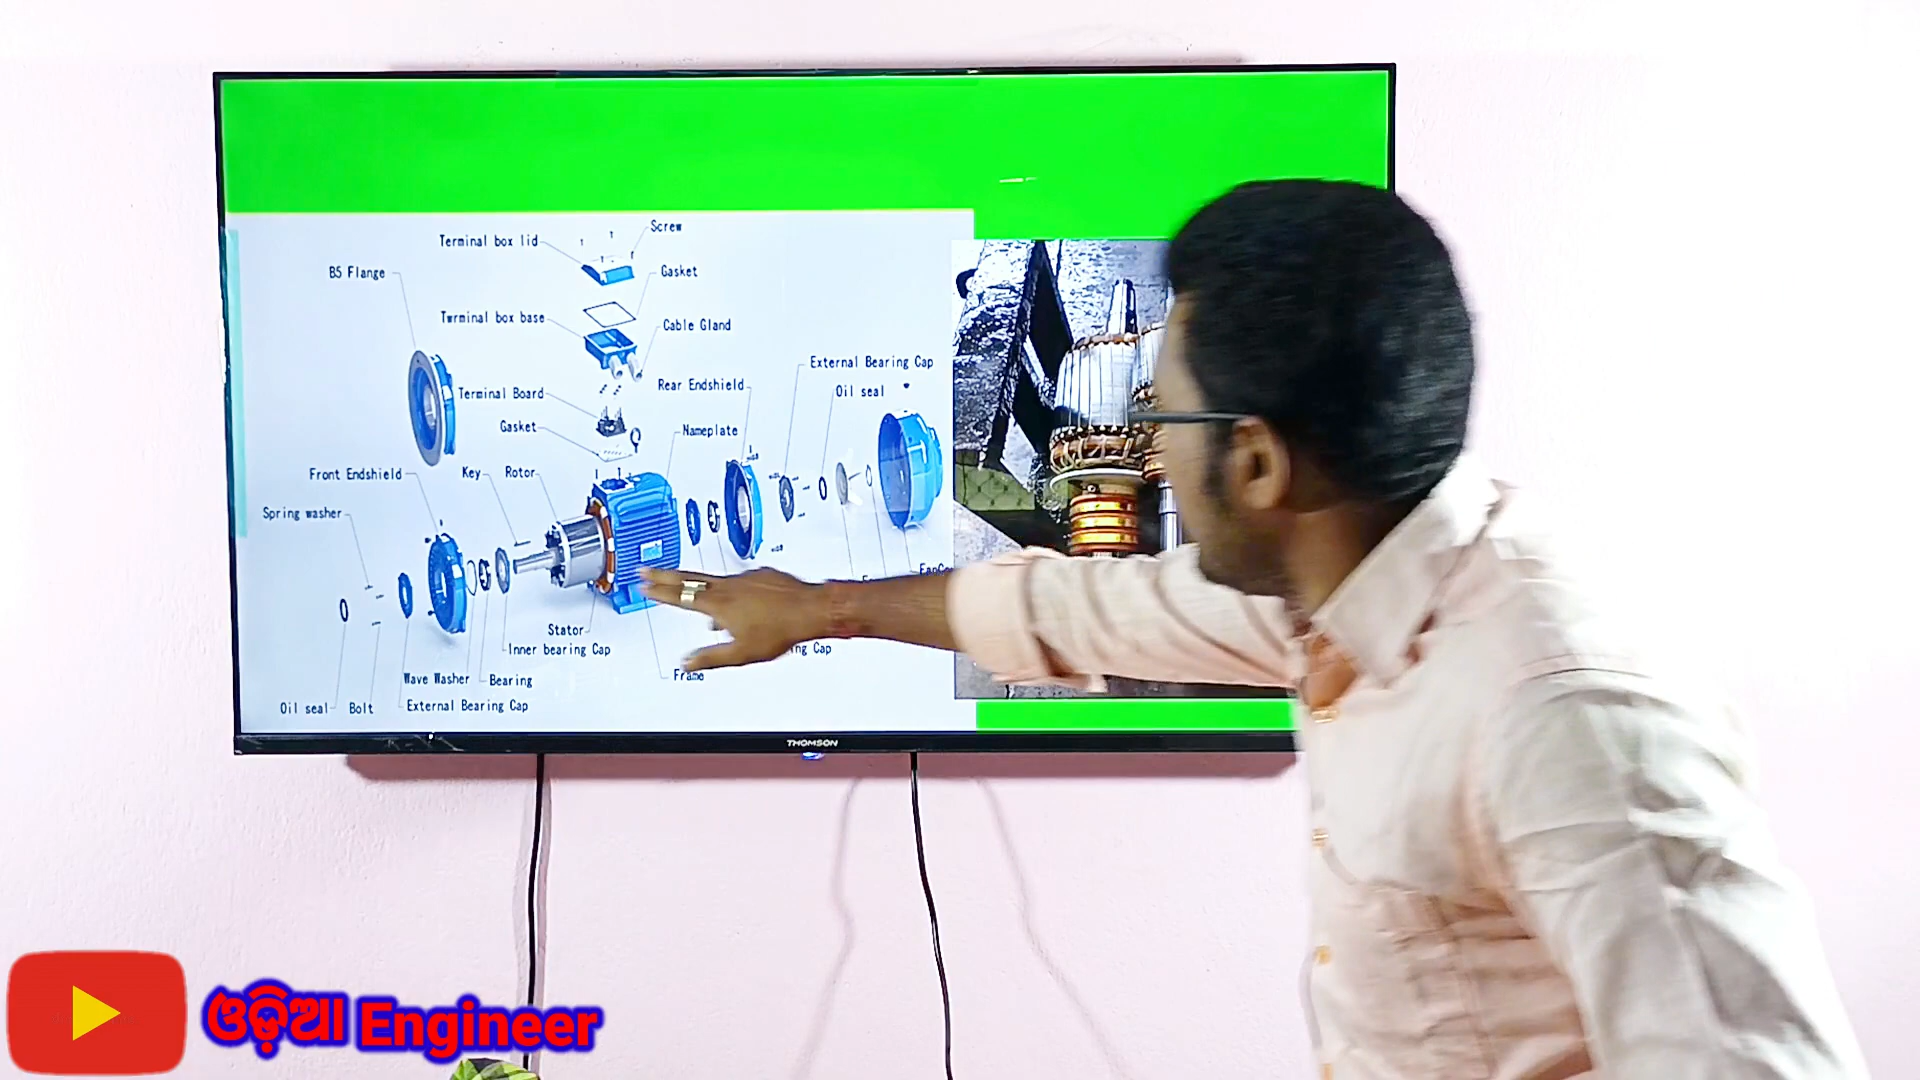 Screw
Terminal box lid
B5 Flange
Gasket
Twrminal box base
Cable Gland
External Bearing Cap
Rear Endshield
Oil seal
Terminal Board
Gasket
Nameplate
Front Endshield
Key
Rotor
Spring washer
Stator
Inner bearing Cap
Frame
Wave Washer
Bearing
Oil seal
Bolt
External Bearing Cap
THOMSON
ଓଡ଼ିଆ Engineer